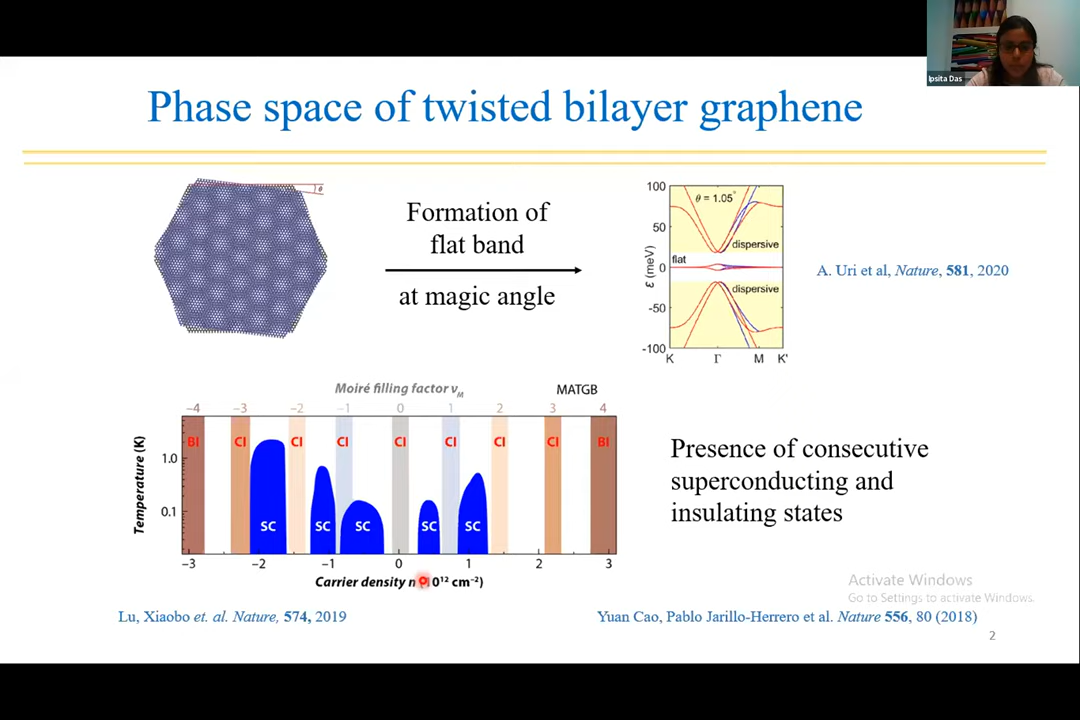 Ipsita Das
Phase space of twisted bilayer graphene
θ
Formation of
flat band
at magic angle
100
50
0
-50
-100
ε (meV)
θ = 1.05°
dispersive
flat
dispersive
K Γ M K'
A. Uri et al, Nature, 581, 2020
Moiré filling factor νM
MATGB
−4 −3 −2 −1 0 1 2 3 4
BI CI CI CI CI CI CI CI BI
1.0
0.1
Temperature (K)
SC SC SC SC SC
−3 −2 −1 0 1 2 3
Carrier density n 10¹² cm⁻²)
Presence of consecutive
superconducting and
insulating states
Activate Windows
Go to Settings to activate Windows.
Lu, Xiaobo et. al. Nature, 574, 2019
Yuan Cao, Pablo Jarillo-Herrero et al. Nature 556, 80 (2018)
2